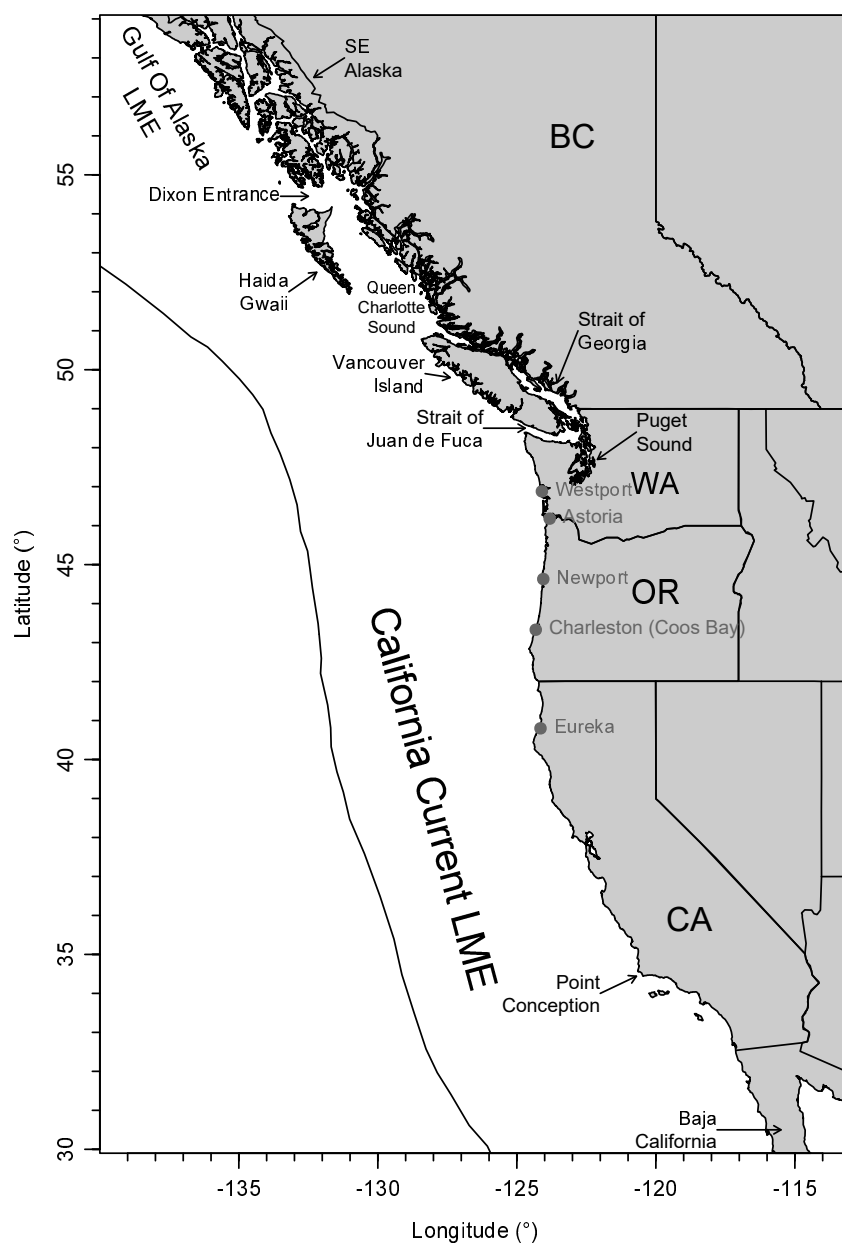 Gulf Of Alaska
LME
SE
Alaska
BC
55
Dixon Entrance
Haida
Gwaii
Queen
Charlotte
Sound
Strait of
Georgia
Vancouver
Island
50
Strait of
Juan de Fuca
Puget
Sound
WA
Westport
Astoria
Latitude (°)
45
Newport
OR
Charleston (Coos Bay)
California Current LME
Eureka
40
CA
35
Point
Conception
Baja
California
30
-135
-130
-125
-120
-115
Longitude (°)